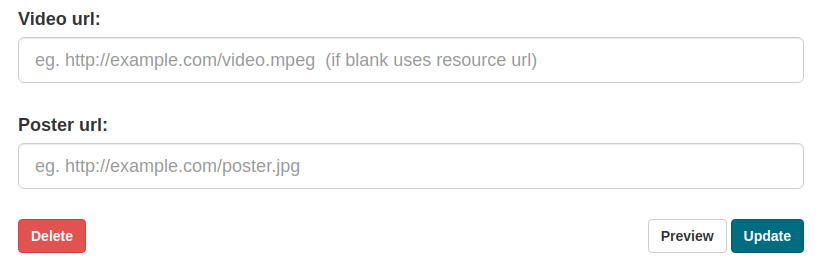 Video url:
eg. http://example.com/video.mpeg  (if blank uses resource url)
Poster url:
eg. http://example.com/poster.jpg
Delete Preview Update